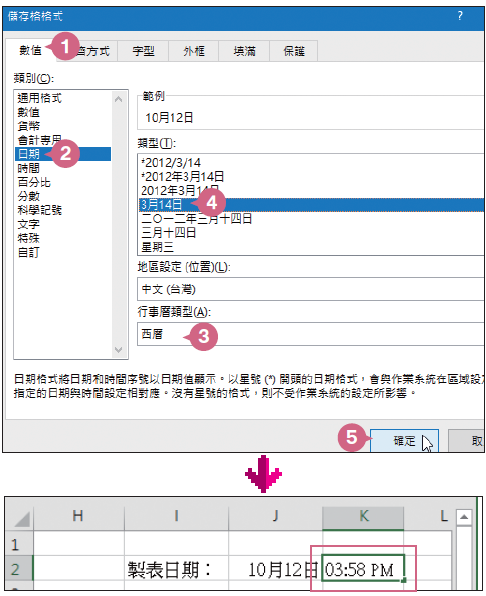 儲存格格式 ?
數值 1 方式 字型 外框 填滿 保護
類別(C):
通用格式
數值
貨幣
會計專用
日期 2
時間
百分比
分數
科學記號
文字
特殊
自訂
範例
10月12日
類型(T):
*2012/3/14
*2012年3月14日
2012年3月14日
3月14日 4
二〇一二年三月十四日
三月十四日
星期三
地區設定 (位置)(L):
中文 (台灣)
行事曆類型(A):
西曆 3
日期格式將日期和時間序號以日期值顯示。以星號 (*) 開頭的日期格式，會與作業系統在區域設
指定的日期與時間設定相對應。沒有星號的格式，則不受作業系統的設定所影響。
5 確定 取
H I J K L
1
2 製表日期： 10月12日 03:58 PM